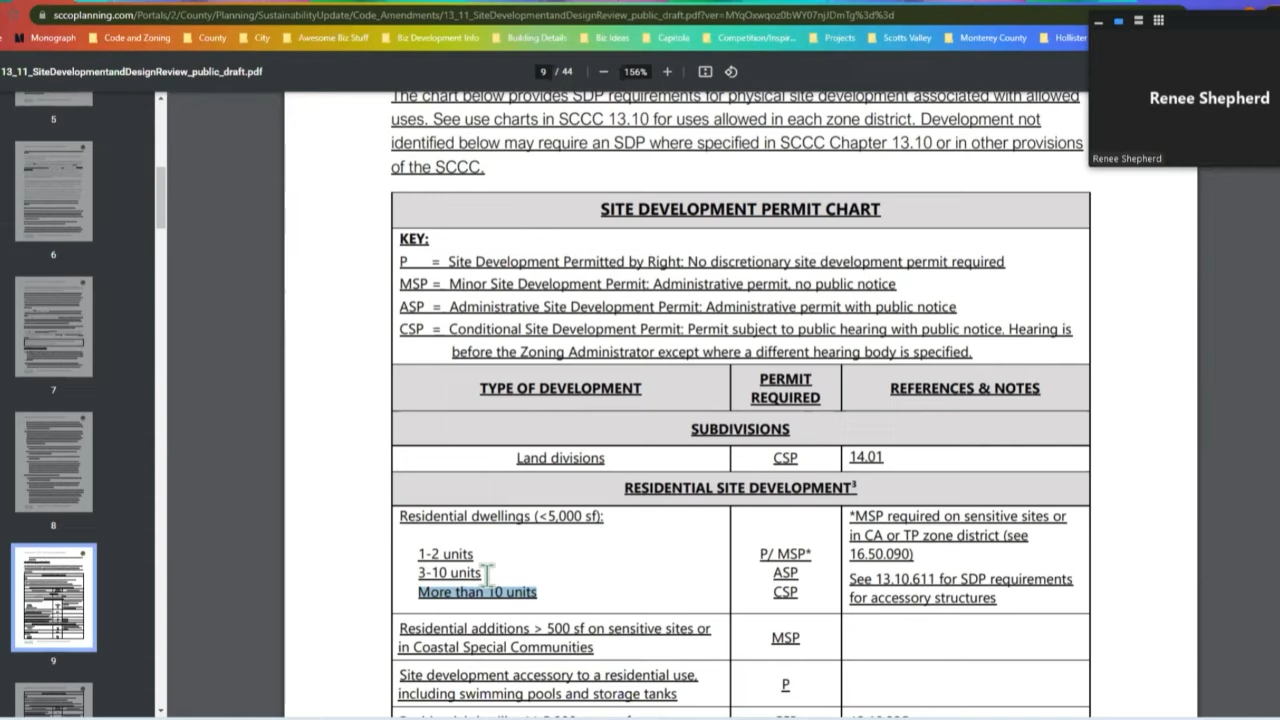 sccoplanning.com/Portals/2/County/Planning/SustainabilityUpdate/Code_Amendments/13_11_SiteDevelopmentandDesignReview_public_draft.pdf?ver=MYqOxwqoz0bWY07njJDmTg%3d%3d
Monograph Code and Zoning County City Awesome Biz Stuff Biz Development Info Building Details Biz Ideas Capitola Competition/Inspir... Projects Scotts Valley Monterey County Hollister
13_11_SiteDevelopmentandDesignReview_public_draft.pdf 9 / 44 — 156% +
Renee Shepherd
Renee Shepherd
5
6
7
8
9
The chart below provides SDP requirements for physical site development associated with allowed
uses. See use charts in SCCC 13.10 for uses allowed in each zone district. Development not
identified below may require an SDP where specified in SCCC Chapter 13.10 or in other provisions
of the SCCC.
SITE DEVELOPMENT PERMIT CHART
KEY:
P = Site Development Permitted by Right: No discretionary site development permit required
MSP = Minor Site Development Permit: Administrative permit, no public notice
ASP = Administrative Site Development Permit: Administrative permit with public notice
CSP = Conditional Site Development Permit: Permit subject to public hearing with public notice. Hearing is
before the Zoning Administrator except where a different hearing body is specified.
TYPE OF DEVELOPMENT
PERMIT
REQUIRED
REFERENCES & NOTES
SUBDIVISIONS
Land divisions CSP 14.01
RESIDENTIAL SITE DEVELOPMENT³
Residential dwellings (<5,000 sf):
1-2 units
3-10 units
More than 10 units
P/ MSP*
ASP
CSP
*MSP required on sensitive sites or
in CA or TP zone district (see
16.50.090)
See 13.10.611 for SDP requirements
for accessory structures
Residential additions > 500 sf on sensitive sites or
in Coastal Special Communities
MSP
Site development accessory to a residential use,
including swimming pools and storage tanks
P